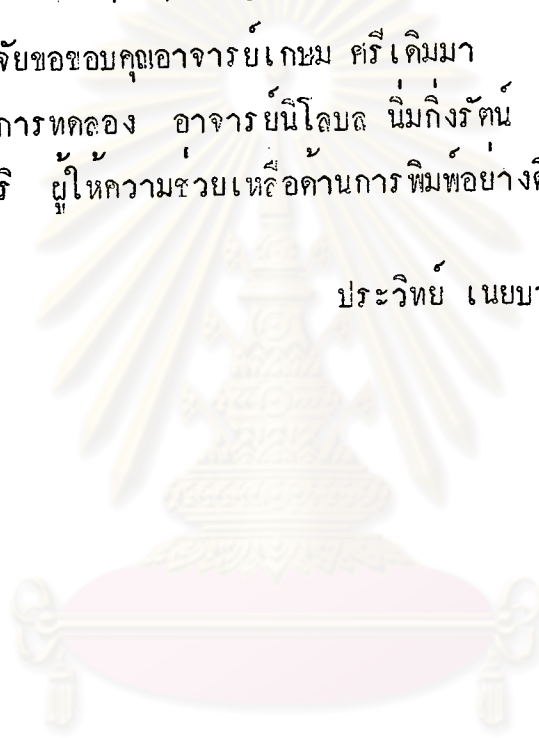 จัยขอขอบคุณอาจารย์เกษม ศรีเดิมมา
การทดลอง อาจารย์นิโลบล นิ่มกิ่งรัตน์
ริ ผู้ให้ความช่วยเหลือด้านการพิมพ์อย่างดี
ประวิทย์ เนยบา